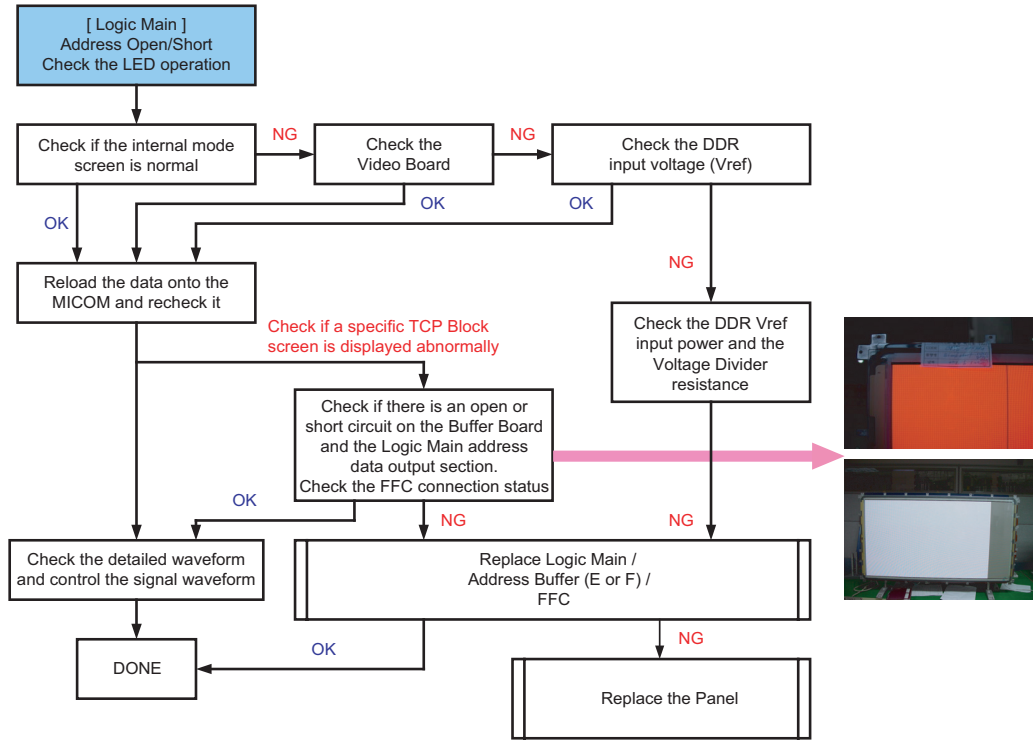 [ Logic Main ]
Address Open/Short
Check the LED operation
Check if the internal mode
screen is normal
NG
Check the
Video Board
NG
Check the DDR
input voltage (Vref)
OK
OK
OK
NG
Reload the data onto the
MICOM and recheck it
Check if a specific TCP Block
screen is displayed abnormally
Check the DDR Vref
input power and the
Voltage Divider
resistance
Check if there is an open or
short circuit on the Buffer Board
and the Logic Main address
data output section.
Check the FFC connection status
OK
NG
NG
Check the detailed waveform
and control the signal waveform
Replace Logic Main /
Address Buffer (E or F) /
FFC
OK
NG
DONE
Replace the Panel